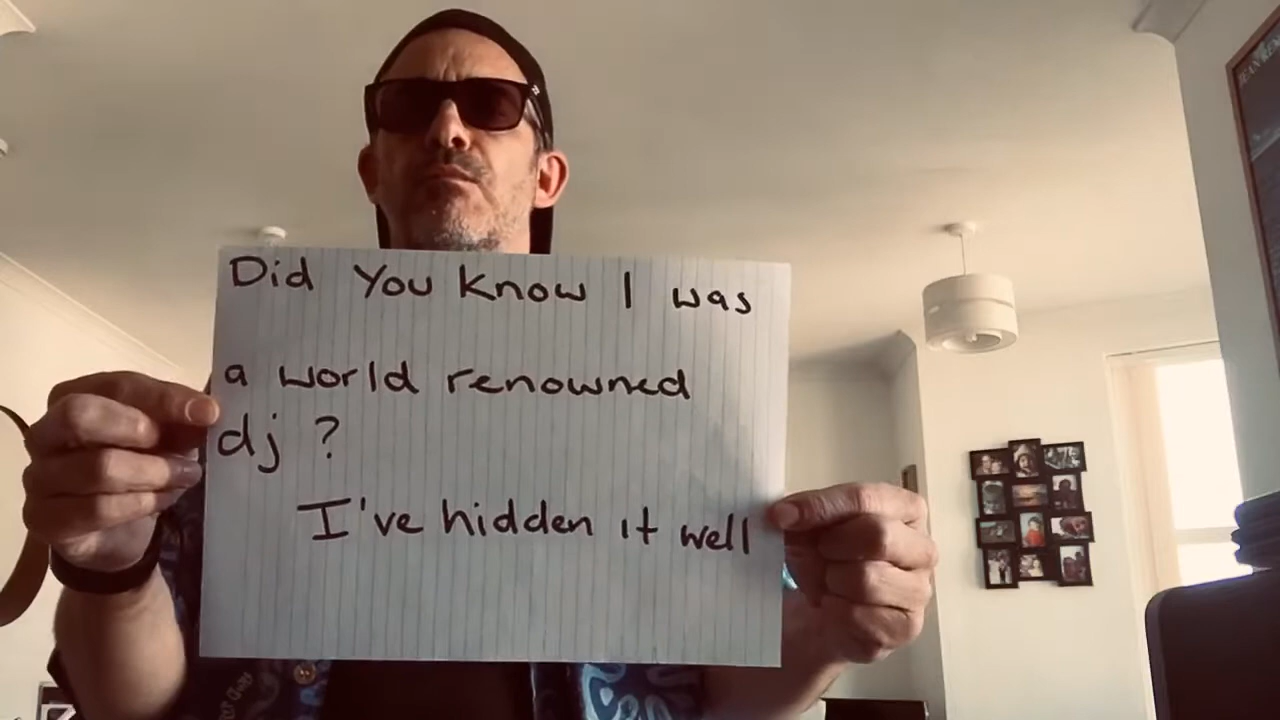 Did You Know I was
a world renowned
dj ?
I've hidden it well